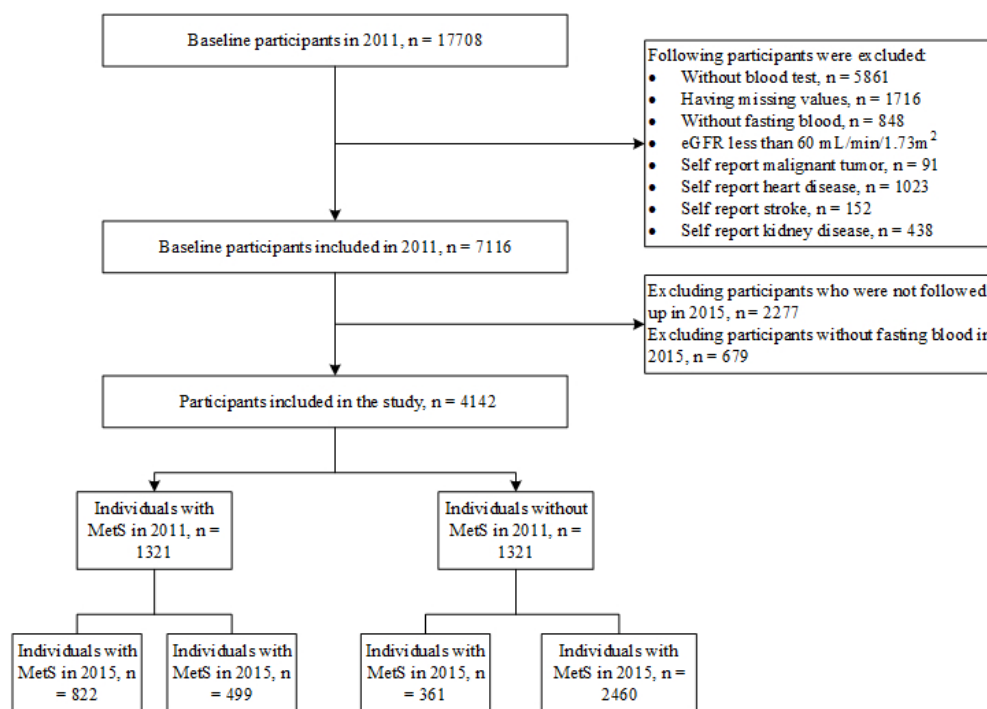 Baseline participants in 2011, n = 17708
Following participants were excluded:
• Without blood test, n = 5861
• Having missing values, n = 1716
• Without fasting blood, n = 848
• eGFR less than 60 mL/min/1.73m²
• Self report malignant tumor, n = 91
• Self report heart disease, n = 1023
• Self report stroke, n = 152
• Self report kidney disease, n = 438
Baseline participants included in 2011, n = 7116
Excluding participants who were not followed
up in 2015, n = 2277
Excluding participants without fasting blood in
2015, n = 679
Participants included in the study, n = 4142
Individuals with
MetS in 2011, n =
1321
Individuals without
MetS in 2011, n =
1321
Individuals with
MetS in 2015, n
= 822
Individuals with
MetS in 2015, n
= 499
Individuals with
MetS in 2015, n
= 361
Individuals with
MetS in 2015, n =
2460